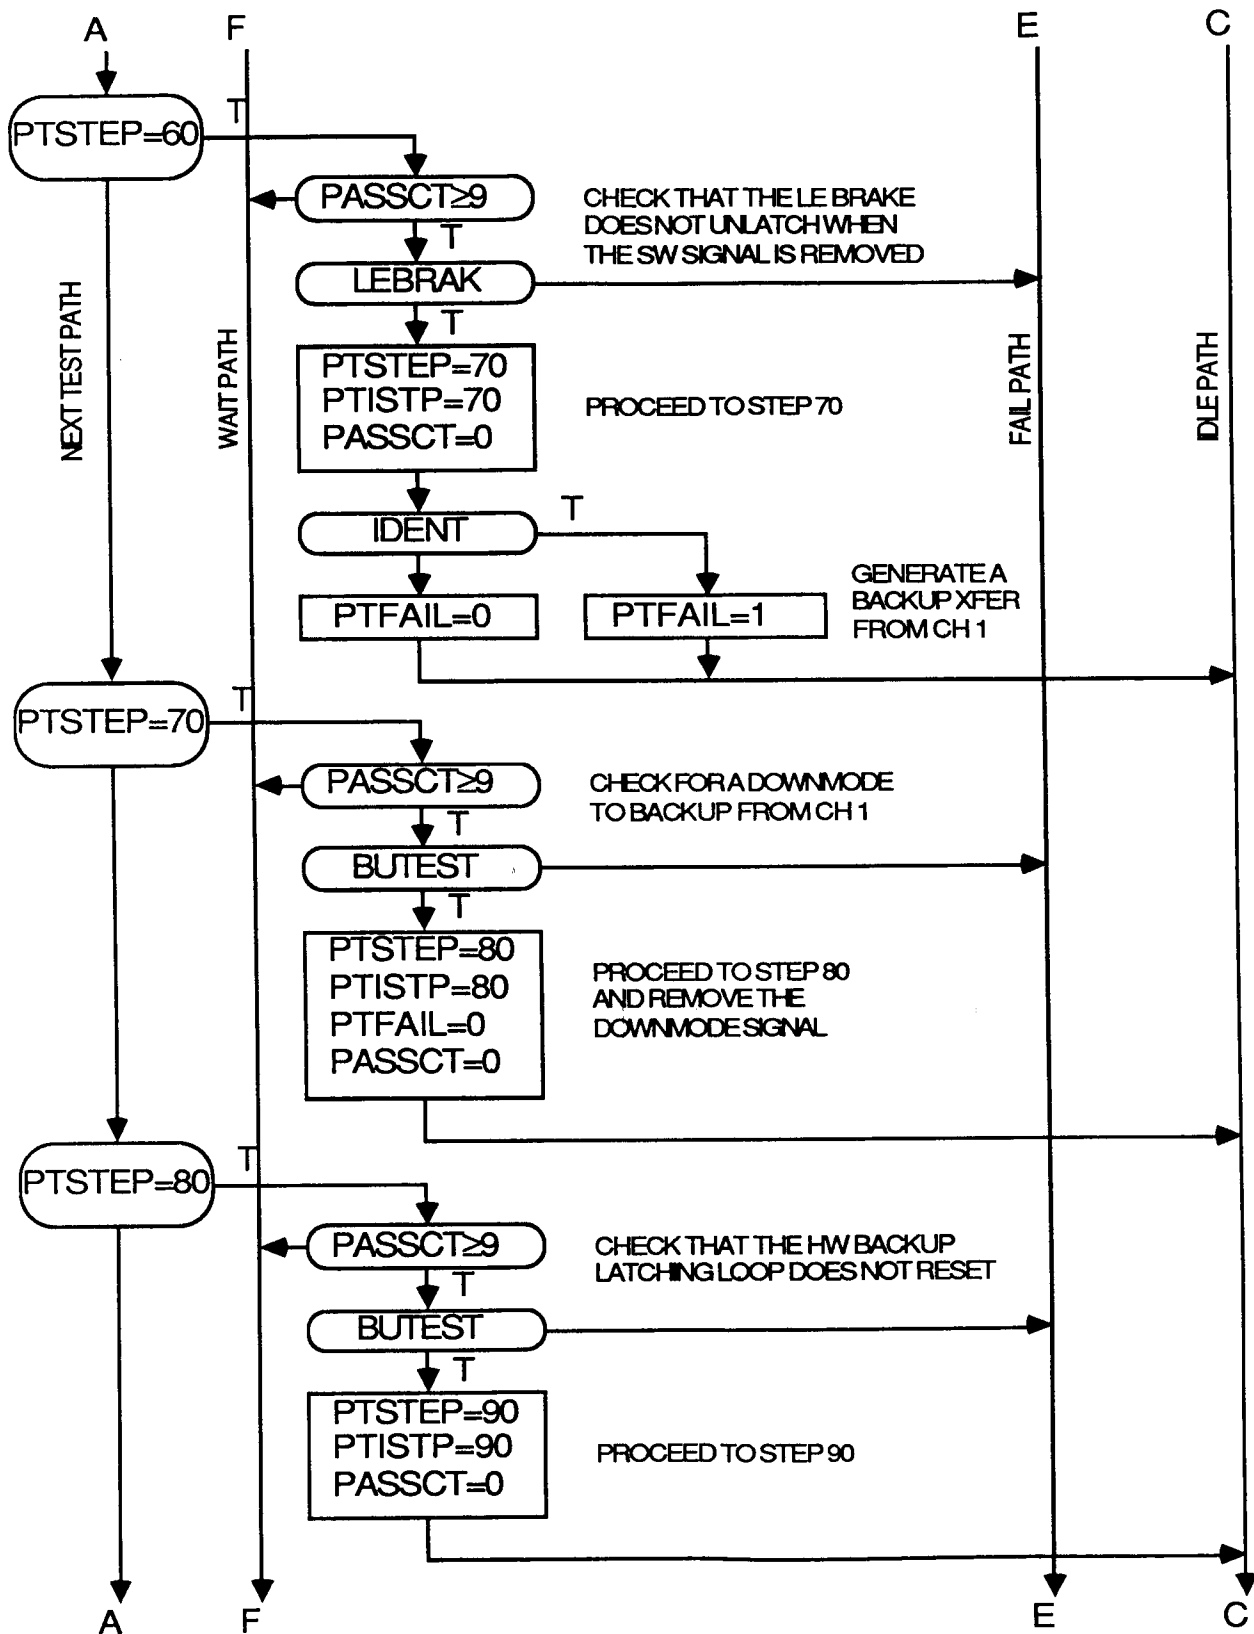 A F E C
T
PTSTEP=60
PASSCT≥9
CHECK THAT THE LE BRAKE
DOES NOT UNLATCH WHEN
THE SW SIGNAL IS REMOVED
T
LEBRAK
T
NEXT TEST PATH
WAIT PATH
FAIL PATH
IDLE PATH
PTSTEP=70
PTISTP=70
PASSCT=0
PROCEED TO STEP 70
IDENT
T
PTFAIL=0
PTFAIL=1
GENERATE A
BACKUP XFER
FROM CH 1
T
PTSTEP=70
PASSCT≥9
CHECK FOR A DOWNMODE
TO BACKUP FROM CH 1
T
BUTEST
T
PTSTEP=80
PTISTP=80
PTFAIL=0
PASSCT=0
PROCEED TO STEP 80
AND REMOVE THE
DOWNMODE SIGNAL
T
PTSTEP=80
PASSCT≥9
CHECK THAT THE HW BACKUP
LATCHING LOOP DOES NOT RESET
T
BUTEST
T
PTSTEP=90
PTISTP=90
PASSCT=0
PROCEED TO STEP 90
A F E C